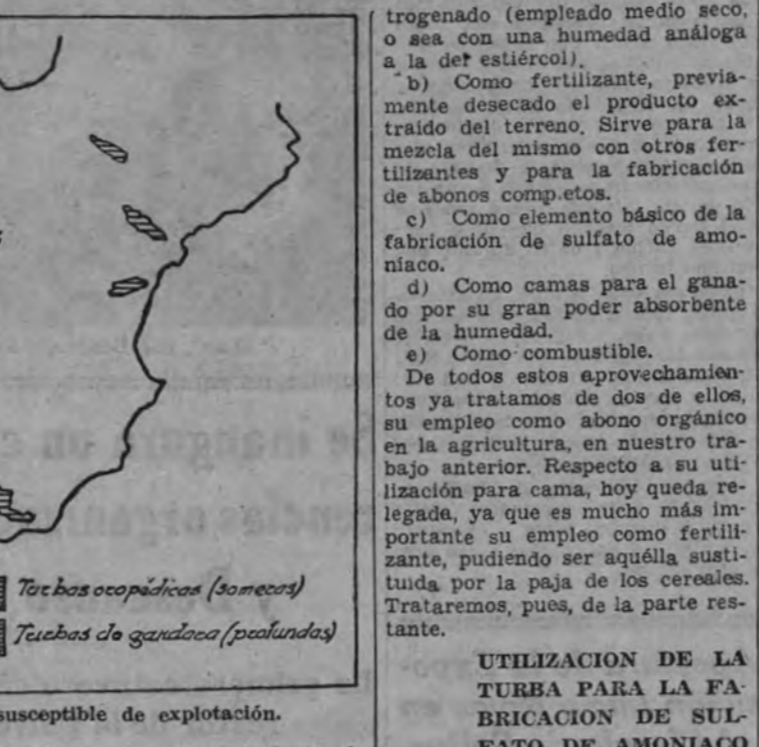 Turbas ocopédicas (someras)
Turbas de gandara (profundas)
susceptible de explotación.
trogenado (empleado medio seco,
o sea con una humedad análoga
a la del estiércol).
b) Como fertilizante, previa-
mente desecado el producto ex-
traído del terreno. Sirve para la
mezcla del mismo con otros fer-
tilizantes y para la fabricación
de abonos comp.etos.
c) Como elemento básico de la
fabricación de sulfato de amo-
níaco.
d) Como camas para el gana-
do por su gran poder absorbente
de la humedad.
e) Como combustible.
De todos estos aprovechamien-
tos ya tratamos de dos de ellos,
su empleo como abono orgánico
en la agricultura, en nuestro tra-
bajo anterior. Respecto a su uti-
lización para cama, hoy queda re-
legada, ya que es mucho más im-
portante su empleo como fertili-
zante, pudiendo ser aquélla susti-
tuida por la paja de los cereales.
Trataremos, pues, de la parte res-
tante.
UTILIZACION DE LA
TURBA PARA LA FA-
BRICACION DE SUL-
FATO DE AMONIACO